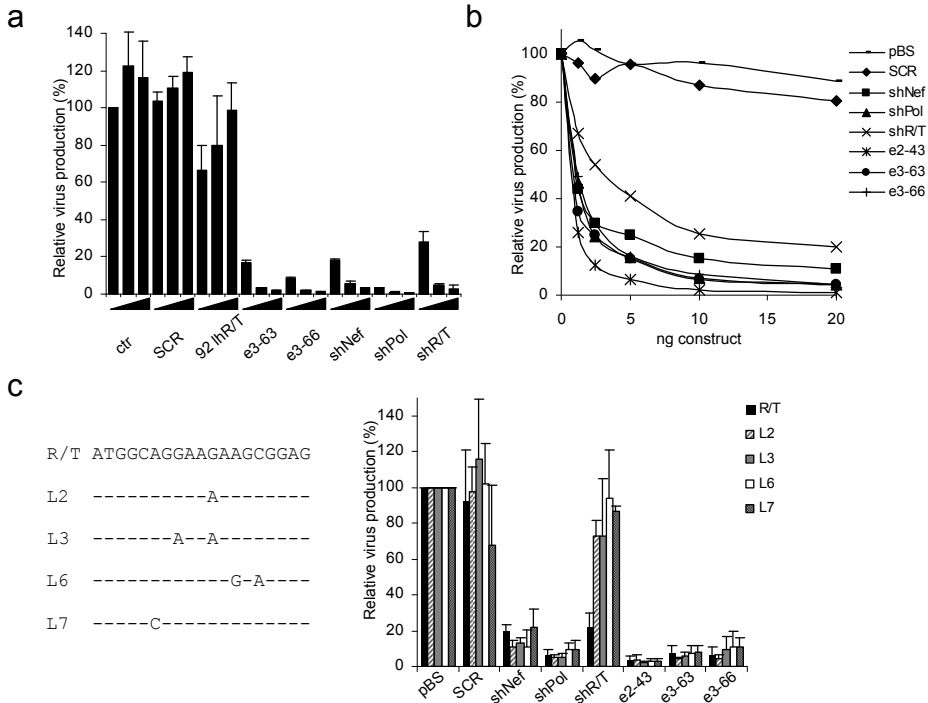 a
Relative virus production (%)
140
120
100
80
60
40
20
0
ctr
SCR
92 lhR/T
e3-63
e3-66
shNef
shPol
shR/T
b
Relative virus production (%)
100
80
60
40
20
0
0
5
10
15
20
ng construct
pBS
SCR
shNef
shPol
shR/T
e2-43
e3-63
e3-66
c
R/T ATGGCAGGAAGAAGCGGAG
L2 -----------A-------
L3 -------A--A--------
L6 ------------G-A----
L7 -----C-------------
Relative virus production (%)
140
120
100
80
60
40
20
0
pBS
SCR
shNef
shPol
shR/T
e2-43
e3-63
e3-66
R/T
L2
L3
L6
L7